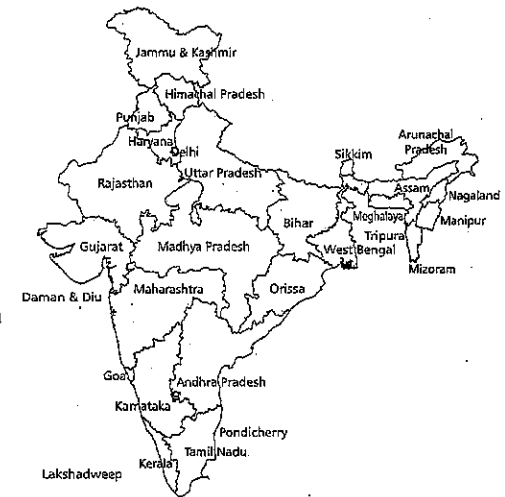 Jammu & Kashmir
Himachal Pradesh
Punjab
Haryana
Delhi
Arunachal
Pradesh
Sikkim
Uttar Pradesh
Rajasthan
Assam
Nagaland
Bihar
Meghalaya
Manipur
Tripura
Gujarat
Madhya Pradesh
West Bengal
Mizoram
Daman & Diu
Maharashtra
Orissa
Goa
Andhra Pradesh
Karnataka
Pondicherry
Tamil Nadu
Kerala
Lakshadweep